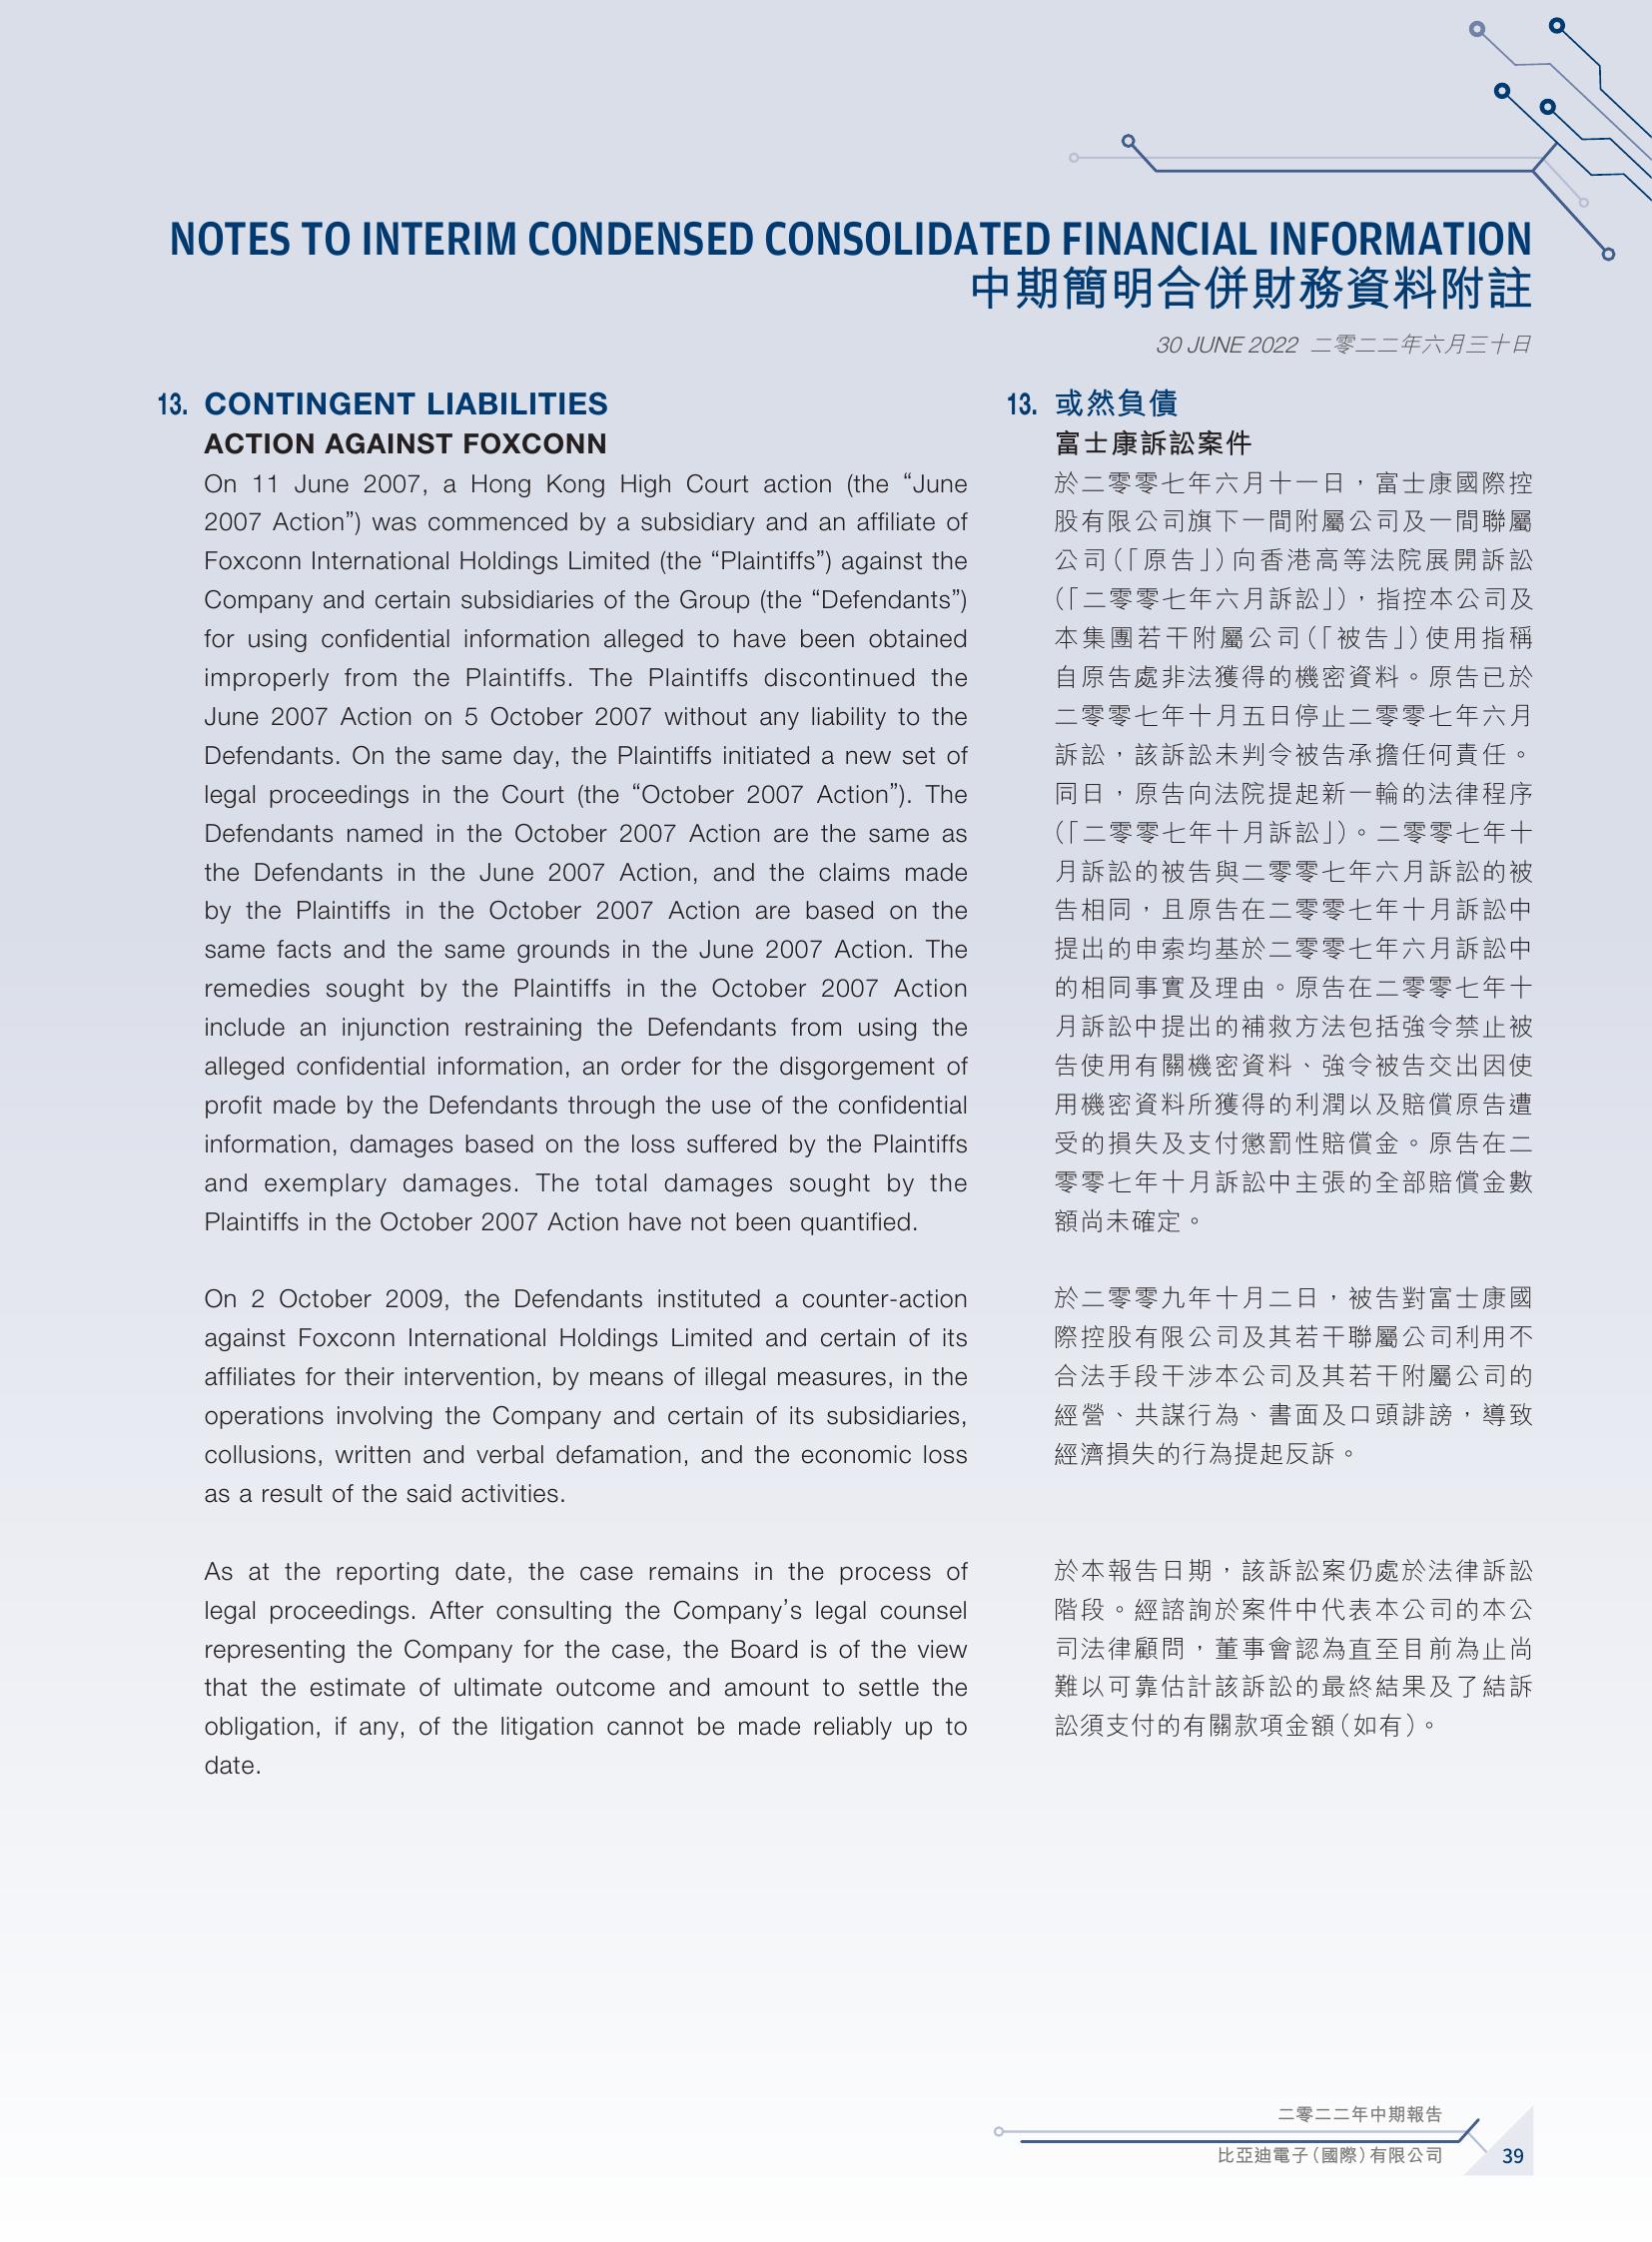 NOTES TO INTERIM CONDENSED CONSOLIDATED FINANCIAL INFORMATION
中期簡明合併財務資料附註
30 JUNE 2022 二零二二年六月三十日
13. CONTINGENT LIABILITIES
ACTION AGAINST FOXCONN
On 11 June 2007, a Hong Kong High Court action (the “June
2007 Action”) was commenced by a subsidiary and an affiliate of
Foxconn International Holdings Limited (the “Plaintiffs”) against the
Company and certain subsidiaries of the Group (the “Defendants”)
for using confidential information alleged to have been obtained
improperly from the Plaintiffs. The Plaintiffs discontinued the
June 2007 Action on 5 October 2007 without any liability to the
Defendants. On the same day, the Plaintiffs initiated a new set of
legal proceedings in the Court (the “October 2007 Action”). The
Defendants named in the October 2007 Action are the same as
the Defendants in the June 2007 Action, and the claims made
by the Plaintiffs in the October 2007 Action are based on the
same facts and the same grounds in the June 2007 Action. The
remedies sought by the Plaintiffs in the October 2007 Action
include an injunction restraining the Defendants from using the
alleged confidential information, an order for the disgorgement of
profit made by the Defendants through the use of the confidential
information, damages based on the loss suffered by the Plaintiffs
and exemplary damages. The total damages sought by the
Plaintiffs in the October 2007 Action have not been quantified.
On 2 October 2009, the Defendants instituted a counter-action
against Foxconn International Holdings Limited and certain of its
affiliates for their intervention, by means of illegal measures, in the
operations involving the Company and certain of its subsidiaries,
collusions, written and verbal defamation, and the economic loss
as a result of the said activities.
As at the reporting date, the case remains in the process of
legal proceedings. After consulting the Company’s legal counsel
representing the Company for the case, the Board is of the view
that the estimate of ultimate outcome and amount to settle the
obligation, if any, of the litigation cannot be made reliably up to
date.
13. 或然負債
富士康訴訟案件
於二零零七年六月十一日，富士康國際控
股有限公司旗下一間附屬公司及一間聯屬
公司（「原告」）向香港高等法院展開訴訟
（「二零零七年六月訴訟」），指控本公司及
本集團若干附屬公司（「被告」）使用指稱
自原告處非法獲得的機密資料。原告已於
二零零七年十月五日停止二零零七年六月
訴訟，該訴訟未判令被告承擔任何責任。
同日，原告向法院提起新一輪的法律程序
（「二零零七年十月訴訟」）。二零零七年十
月訴訟的被告與二零零七年六月訴訟的被
告相同，且原告在二零零七年十月訴訟中
提出的申索均基於二零零七年六月訴訟中
的相同事實及理由。原告在二零零七年十
月訴訟中提出的補救方法包括強令禁止被
告使用有關機密資料、強令被告交出因使
用機密資料所獲得的利潤以及賠償原告遭
受的損失及支付懲罰性賠償金。原告在二
零零七年十月訴訟中主張的全部賠償金數
額尚未確定。
於二零零九年十月二日，被告對富士康國
際控股有限公司及其若干聯屬公司利用不
合法手段干涉本公司及其若干附屬公司的
經營、共謀行為、書面及口頭誹謗，導致
經濟損失的行為提起反訴。
於本報告日期，該訴訟案仍處於法律訴訟
階段。經諮詢於案件中代表本公司的本公
司法律顧問，董事會認為直至目前為止尚
難以可靠估計該訴訟的最終結果及了結訴
訟須支付的有關款項金額（如有）。
二零二二年中期報告
比亞迪電子（國際）有限公司
39